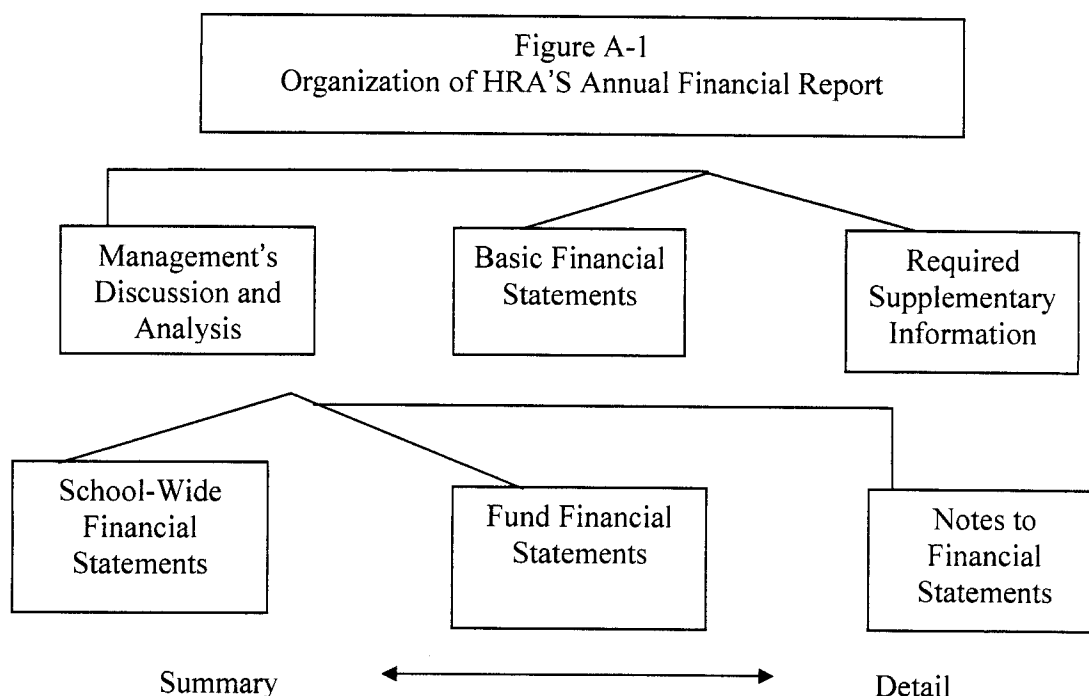 Figure A-1
Organization of HRA'S Annual Financial Report
Management's
Discussion and
Analysis
Basic Financial
Statements
Required
Supplementary
Information
School-Wide
Financial
Statements
Fund Financial
Statements
Notes to
Financial
Statements
Summary
Detail